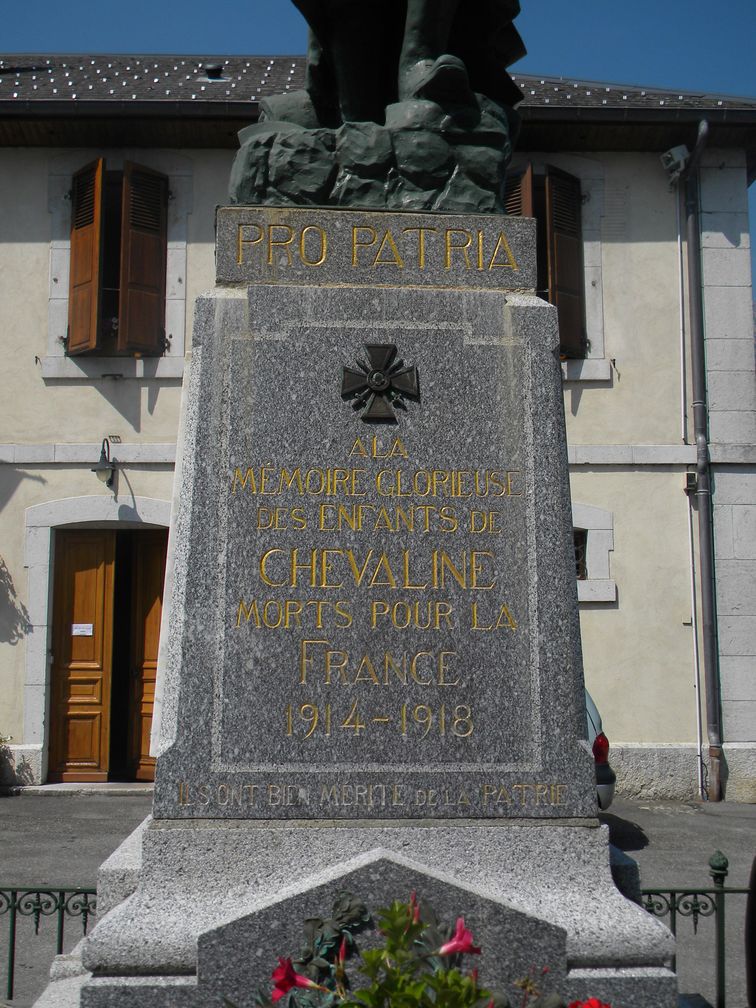 PRO PATRIA
A LA
MÉMOIRE GLORIEUSE
DES ENFANTS DE
CHEVALINE
MORTS POUR LA
FRANCE
1914-1918
ILS ONT BIEN MERITE DE LA PATRIE